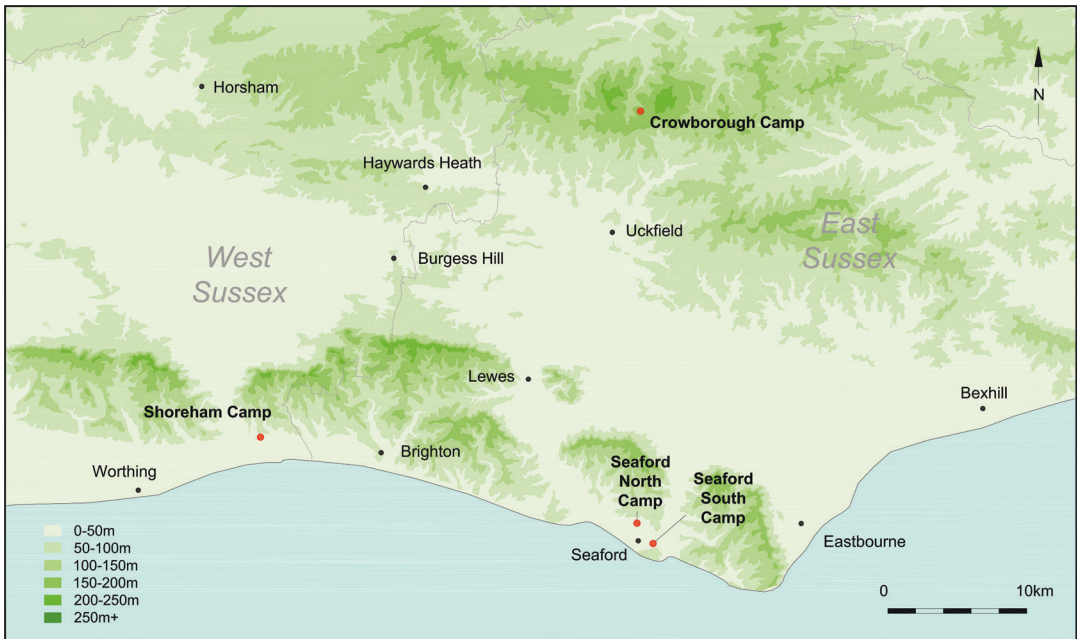 Horsham
N
Crowborough Camp
Haywards Heath
Uckfield
East
Sussex
West
Sussex
Burgess Hill
Lewes
Bexhill
Shoreham Camp
Brighton
Worthing
Seaford
North
Camp
Seaford
South
Camp
Seaford
Eastbourne
0-50m
50-100m
100-150m
150-200m
200-250m
250m+
0 10km